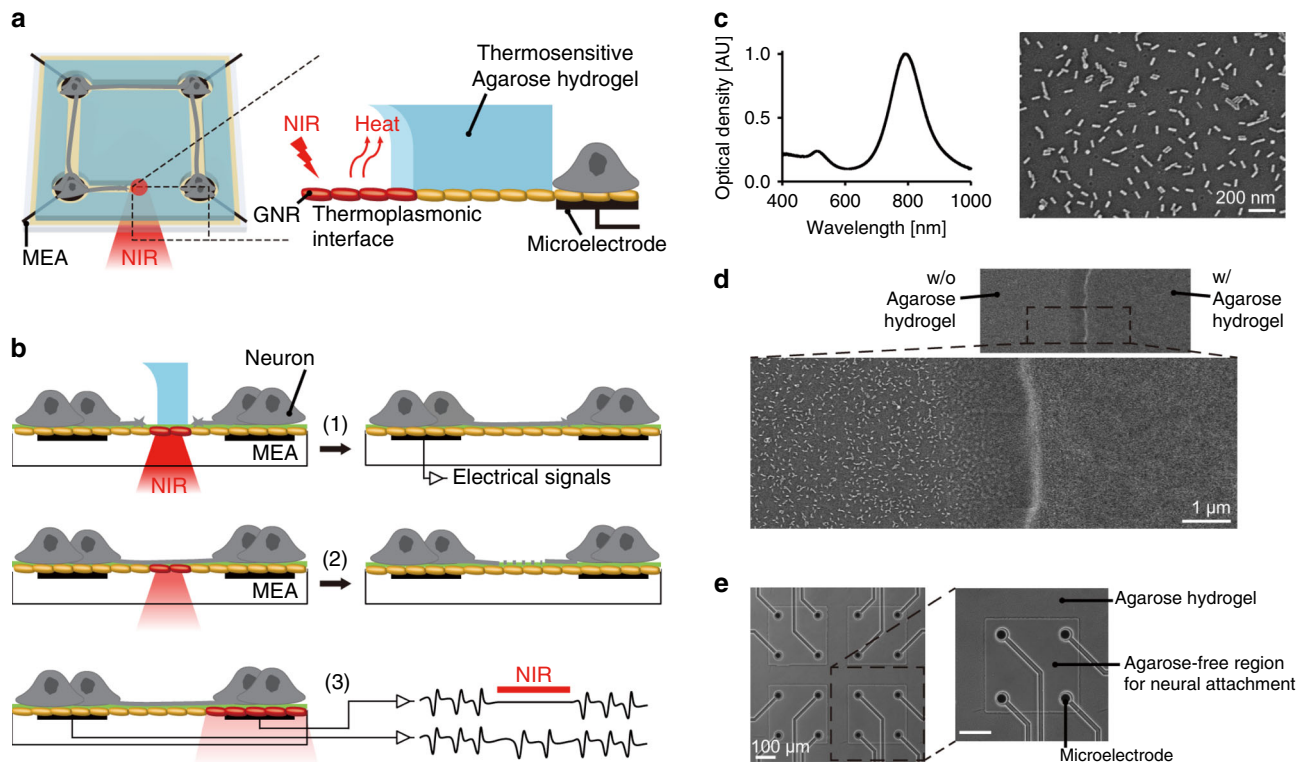 a
Thermosensitive
Agarose hydrogel
NIR
Heat
GNR
Thermoplasmonic
interface
Microelectrode
MEA
NIR
b
Neuron
(1)
MEA
NIR
Electrical signals
(2)
MEA
(3)
NIR
c
Optical density [AU]
1.0
0.5
0.0
400
600
800
1000
Wavelength [nm]
200 nm
d
w/o
Agarose
hydrogel
w/
Agarose
hydrogel
1 µm
e
100 µm
Agarose hydrogel
Agarose-free region
for neural attachment
Microelectrode